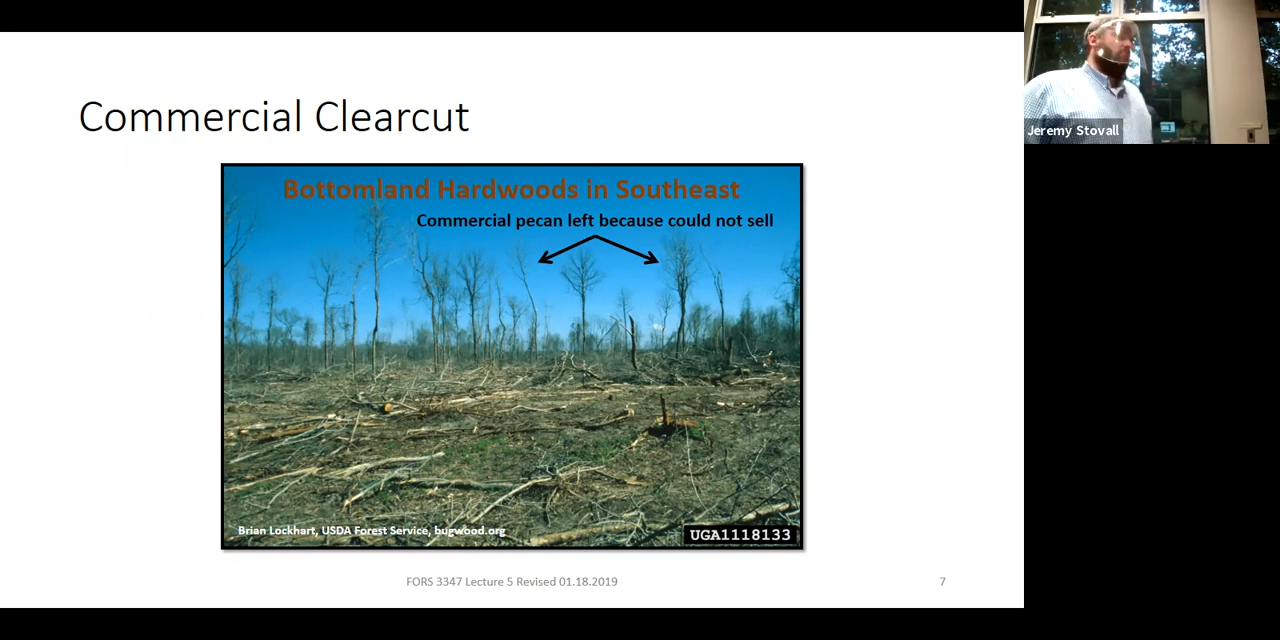 Commercial Clearcut
Bottomland Hardwoods in Southeast
Commercial pecan left because could not sell
Brian Lockhart, USDA Forest Service, bugwood.org
UGA1118133
FORS 3347 Lecture 5 Revised 01.18.2019
7
Jeremy Stovall